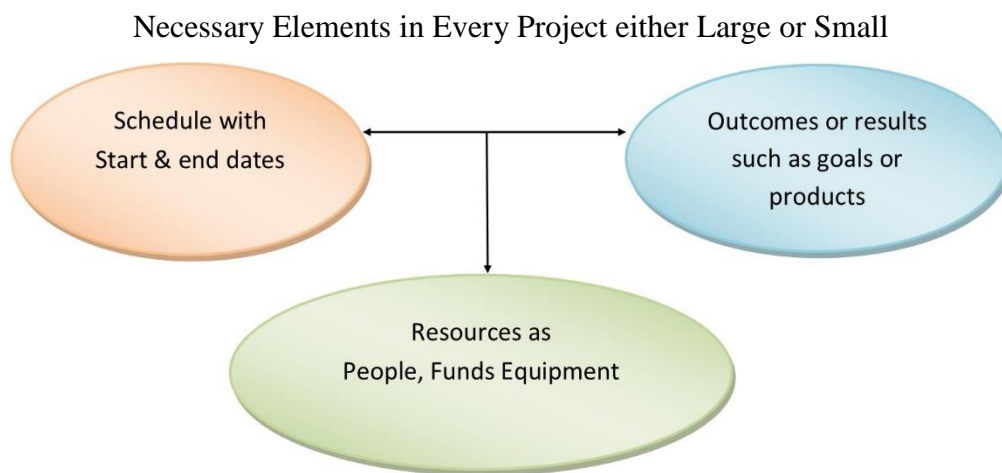 Necessary Elements in Every Project either Large or Small
Schedule with
Start & end dates
Outcomes or results
such as goals or
products
Resources as
People, Funds Equipment